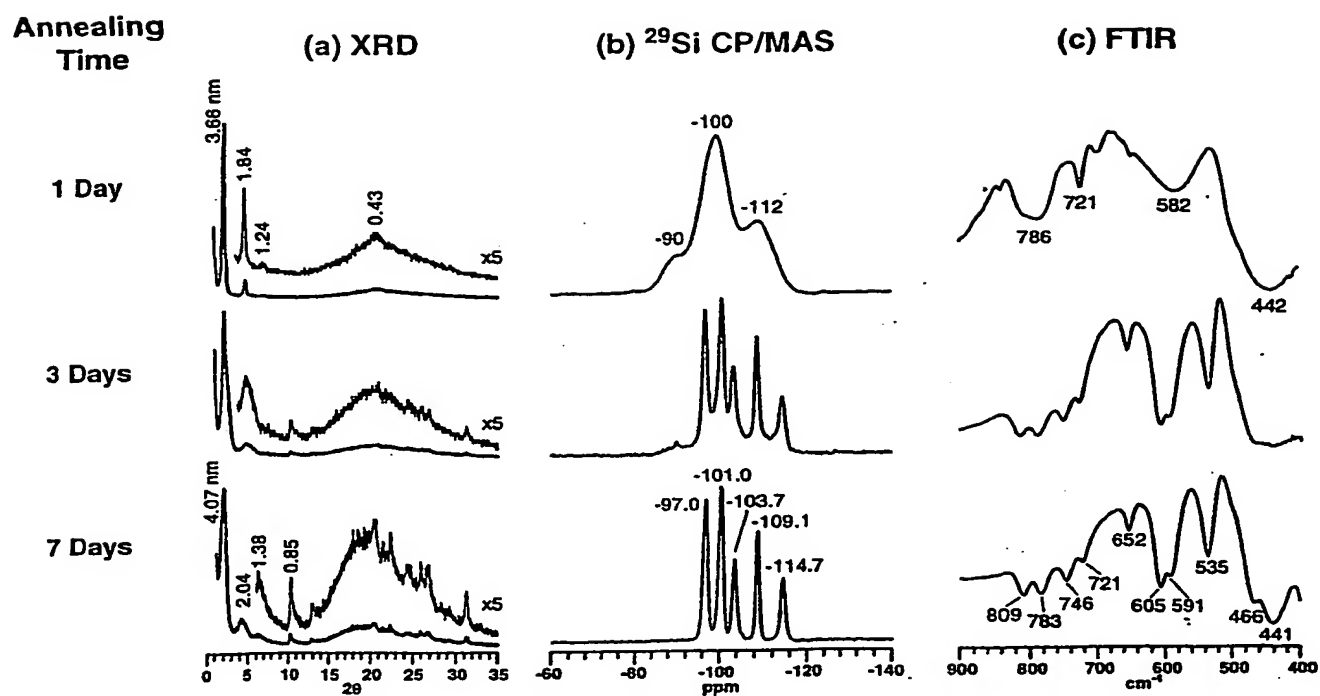 Annealing
Time
(a) XRD
(b) ²⁹Si CP/MAS
(c) FTIR
1 Day
3.66 nm
1.84
1.24
0.43
x5
-90
-100
-112
786
721
582
442
3 Days
x5
7 Days
4.07 nm
2.04
1.38
0.85
x5
-97.0
-101.0
-103.7
-109.1
-114.7
809
783
746
721
652
605
591
535
466
441
0 5 10 15 20 25 30 35
2θ
-60 -80 -100 -120 -140
ppm
900 800 700 600 500 400
cm⁻¹